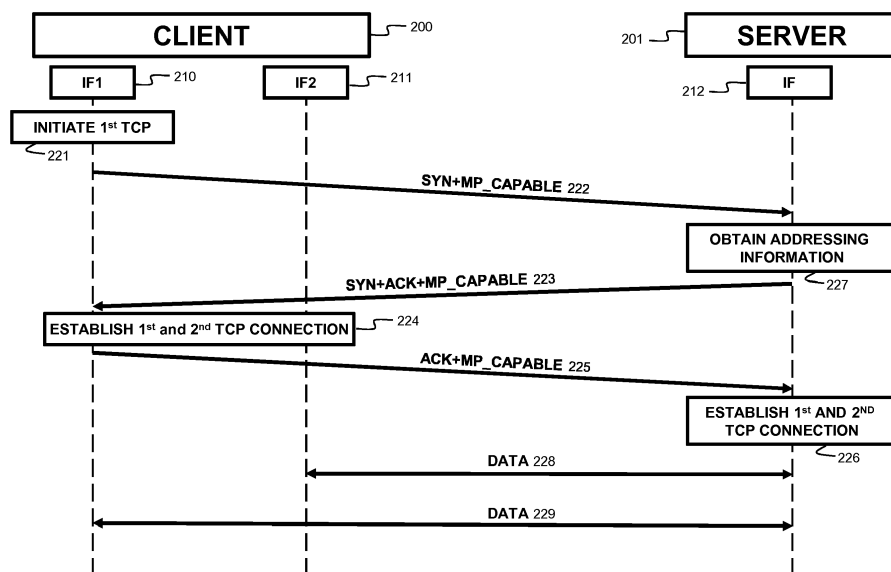 CLIENT
200
201
SERVER
IF1
210
IF2
211
212
IF
INITIATE 1st TCP
221
SYN+MP_CAPABLE 222
OBTAIN ADDRESSING
INFORMATION
227
SYN+ACK+MP_CAPABLE 223
ESTABLISH 1st and 2nd TCP CONNECTION
224
ACK+MP_CAPABLE 225
ESTABLISH 1st AND 2ND
TCP CONNECTION
226
DATA 228
DATA 229